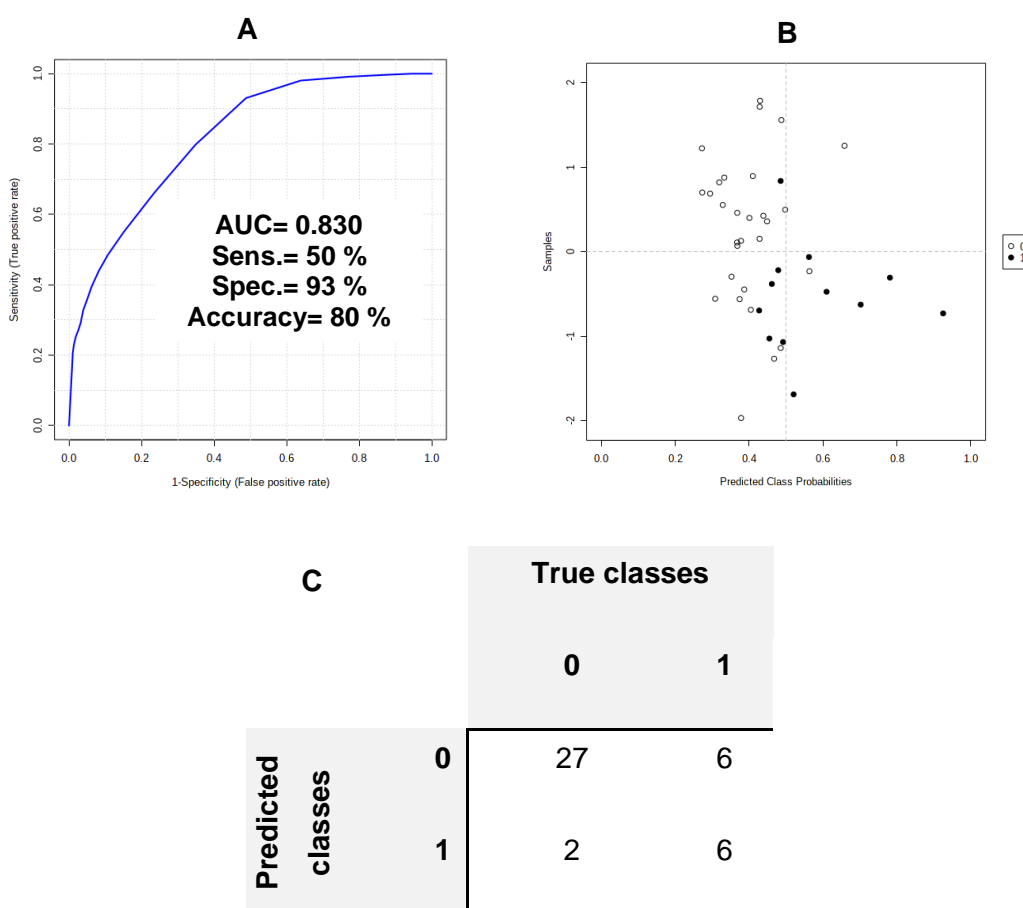 A
B
1.0
0.8
0.6
0.4
0.2
0.0
Sensitivity (True positive rate)
AUC= 0.830
Sens.= 50 %
Spec.= 93 %
Accuracy= 80 %
0.0 0.2 0.4 0.6 0.8 1.0
1-Specificity (False positive rate)
2
1
0
-1
-2
Samples
0
1
0.0 0.2 0.4 0.6 0.8 1.0
Predicted Class Probabilities
C
True classes
0 1
Predicted
classes
0 27 6
1 2 6